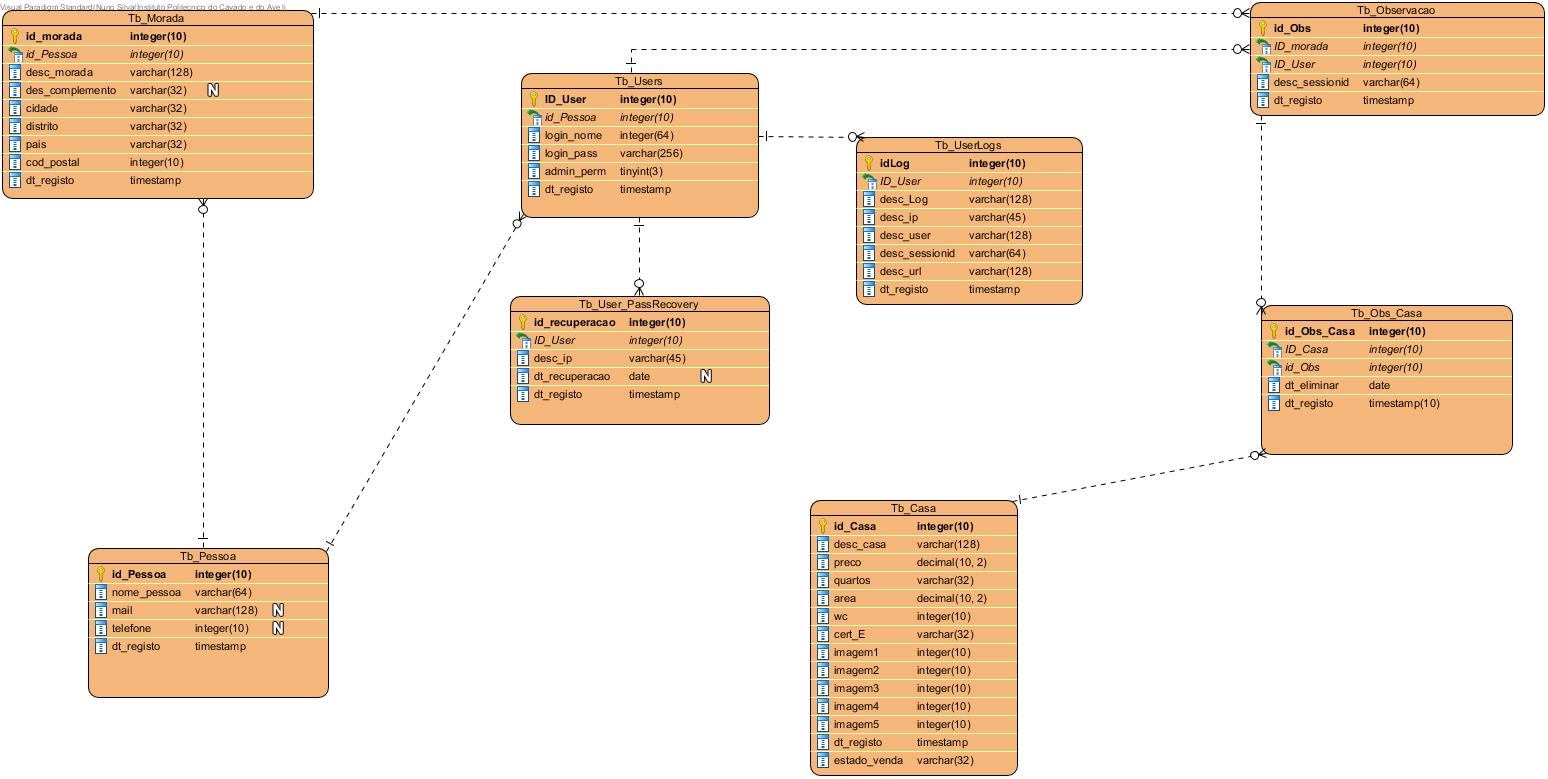 Visual Paradigm Standard(Nuno Silva(Instituto Politecnico do Cavado e do Ave))
Tb_Morada
id_morada integer(10)
id_Pessoa integer(10)
desc_morada varchar(128)
des_complemento varchar(32) N
cidade varchar(32)
distrito varchar(32)
pais varchar(32)
cod_postal integer(10)
dt_registo timestamp
Tb_Observacao
id_Obs integer(10)
ID_morada integer(10)
ID_User integer(10)
desc_sessionid varchar(64)
dt_registo timestamp
Tb_Users
ID_User integer(10)
id_Pessoa integer(10)
login_nome integer(64)
login_pass varchar(256)
admin_perm tinyint(3)
dt_registo timestamp
Tb_UserLogs
idLog integer(10)
ID_User integer(10)
desc_Log varchar(128)
desc_ip varchar(45)
desc_user varchar(128)
desc_sessionid varchar(64)
desc_url varchar(128)
dt_registo timestamp
Tb_User_PassRecovery
id_recuperacao integer(10)
ID_User integer(10)
desc_ip varchar(45)
dt_recuperacao date N
dt_registo timestamp
Tb_Obs_Casa
id_Obs_Casa integer(10)
ID_Casa integer(10)
id_Obs integer(10)
dt_eliminar date
dt_registo timestamp(10)
Tb_Pessoa
id_Pessoa integer(10)
nome_pessoa varchar(64)
mail varchar(128) N
telefone integer(10) N
dt_registo timestamp
Tb_Casa
id_Casa integer(10)
desc_casa varchar(128)
preco decimal(10, 2)
quartos varchar(32)
area decimal(10, 2)
wc integer(10)
cert_E varchar(32)
imagem1 integer(10)
imagem2 integer(10)
imagem3 integer(10)
imagem4 integer(10)
imagem5 integer(10)
dt_registo timestamp
estado_venda varchar(32)